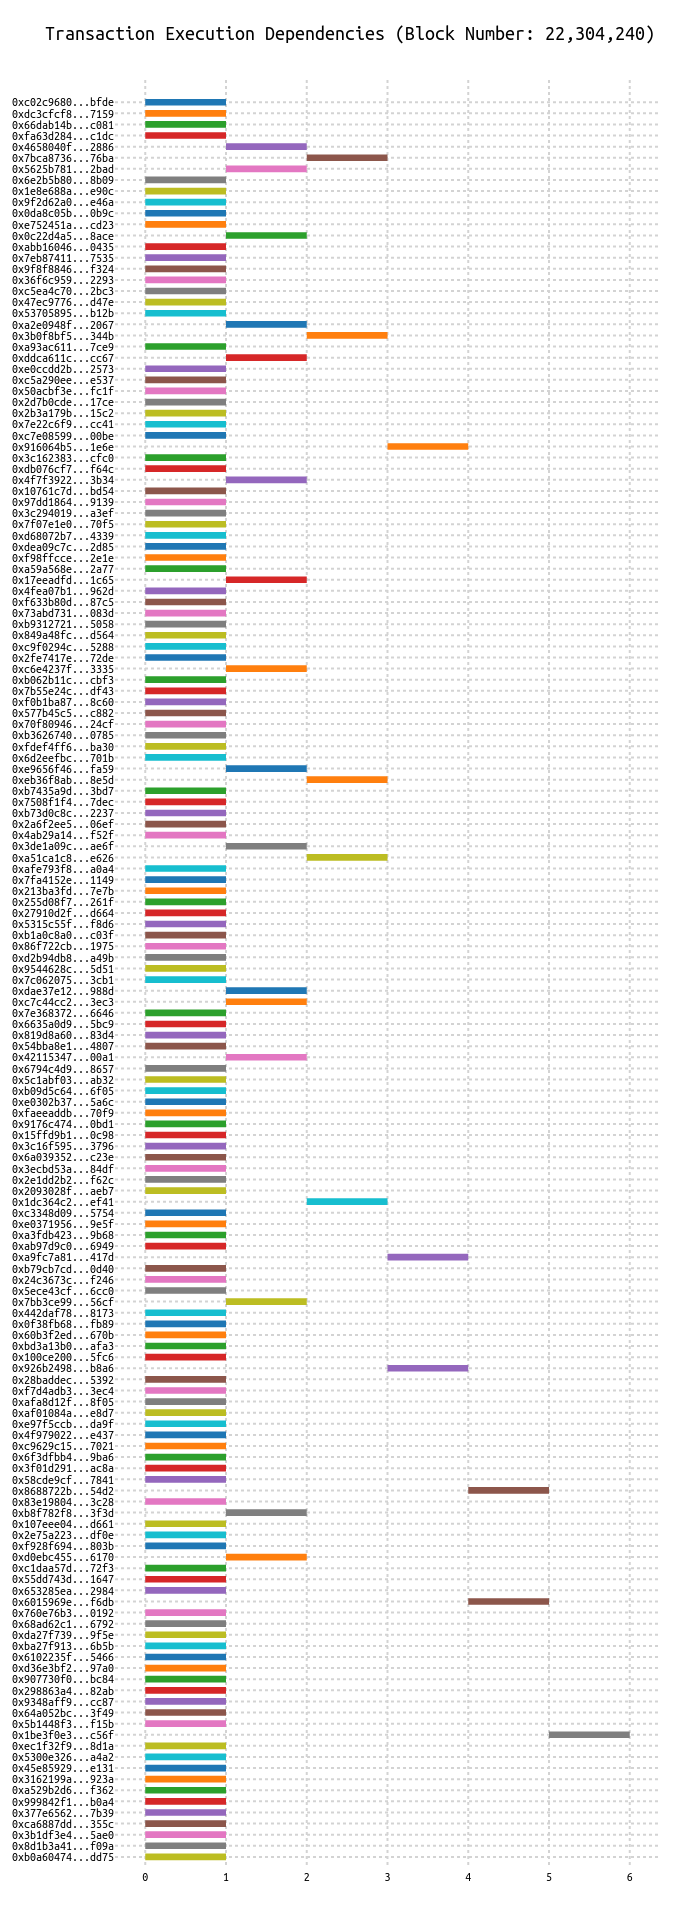 Transaction Execution Dependencies (Block Number: 22,304,240)
0xc02c9680...bfde
0xdc3cfcf8...7159
0x66dab14b...c081
0xfa63d284...c1dc
0x4658040f...2886
0x7bca8736...76ba
0x5625b781...2bad
0x6e2b5b80...8b09
0x1e8e688a...e90c
0x9f2d62a0...e46a
0x0da8c05b...0b9c
0xe752451a...cd23
0x0c22d4a5...8ace
0xabb16046...0435
0x7eb87411...7535
0x9f8f8846...f324
0x36f6c959...2293
0xc5ea4c70...2bc3
0x47ec9776...d47e
0x53705895...b12b
0xa2e0948f...2067
0x3b0f8bf5...344b
0xa93ac611...7ce9
0xddca611c...cc67
0xe0ccdd2b...2573
0xc5a290ee...e537
0x50acbf3e...fc1f
0x2d7b0cde...17ce
0x2b3a179b...15c2
0x7e22c6f9...cc41
0xc7e08599...00be
0x916064b5...1e6e
0x3c162383...cfc0
0xdb076cf7...f64c
0x4f7f3922...3b34
0x10761c7d...bd54
0x97dd1864...9139
0x3c294019...a3ef
0x7f07e1e0...70f5
0xd68072b7...4339
0xdea09c7c...2d85
0xf98ffcce...2e1e
0xa59a568e...2a77
0x17eeadfd...1c65
0x4fea07b1...962d
0xf633b80d...87c5
0x73abd731...083d
0xb9312721...5058
0x849a48fc...d564
0xc9f0294c...5288
0x2fe7417e...72de
0xc6e4237f...3335
0xb062b11c...cbf3
0x7b55e24c...df43
0xf0b1ba87...8c60
0x577b45c5...c882
0x70f80946...24cf
0xb3626740...0785
0xfdef4ff6...ba30
0x6d2eefbc...701b
0xe9656f46...fa59
0xeb36f8ab...8e5d
0xb7435a9d...3bd7
0x7508f1f4...7dec
0xb73d0c8c...2237
0x2a6f2ee5...06ef
0x4ab29a14...f52f
0x3de1a09c...ae6f
0xa51ca1c8...e626
0xafe793f8...a0a4
0x7fa4152e...1149
0x213ba3fd...7e7b
0x255d08f7...261f
0x27910d2f...d664
0x5315c55f...f8d6
0xb1a0c8a0...c03f
0x86f722cb...1975
0xd2b94db8...a49b
0x9544628c...5d51
0x7c062075...3cb1
0xdae37e12...988d
0xc7c44cc2...3ec3
0x7e368372...6646
0x6635a0d9...5bc9
0x819d8a60...83d4
0x54bba8e1...4807
0x42115347...00a1
0x6794c4d9...8657
0x5c1abf03...ab32
0xb09d5c64...6f05
0xe0302b37...5a6c
0xfaeeaddb...70f9
0x9176c474...0bd1
0x15ffd9b1...0c98
0x3c16f595...3796
0x6a039352...c23e
0x3ecbd53a...84df
0x2e1dd2b2...f62c
0x2093028f...aeb7
0x1dc364c2...ef41
0xc3348d09...5754
0xe0371956...9e5f
0xa3fdb423...9b68
0xab97d9c0...6949
0xa9fc7a81...417d
0xb79cb7cd...0d40
0x24c3673c...f246
0x5ece43cf...6cc0
0x7bb3ce99...56cf
0x442daf78...8173
0x0f38fb68...fb89
0x60b3f2ed...670b
0xbd3a13b0...afa3
0x100ce200...5fc6
0x926b2498...b8a6
0x28baddec...5392
0xf7d4adb3...3ec4
0xafa8d12f...8f05
0xaf01084a...e8d7
0xe97f5ccb...da9f
0x4f979022...e437
0xc9629c15...7021
0x6f3dfbb4...9ba6
0x3f01d291...ac8a
0x58cde9cf...7841
0x8688722b...54d2
0x83e19804...3c28
0xb8f782f8...3f3d
0x107eee04...d661
0x2e75a223...df0e
0xf928f694...803b
0xd0ebc455...6170
0xc1daa57d...72f3
0x55dd743d...1647
0x653285ea...2984
0x6015969e...f6db
0x760e76b3...0192
0x68ad62c1...6792
0xda27f739...9f5e
0xba27f913...6b5b
0x6102235f...5466
0xd36e3bf2...97a0
0x907730f0...bc84
0x298863a4...82ab
0x9348aff9...cc87
0x64a052bc...3f49
0x5b1448f3...f15b
0x1be3f0e3...c56f
0xec1f32f9...8d1a
0x5300e326...a4a2
0x45e85929...e131
0x3162199a...923a
0xa529b2d6...f362
0x999842f1...b0a4
0x377e6562...7b39
0xca6887dd...355c
0x3b1df3e4...5ae0
0x8d1b3a41...f09a
0xb0a60474...dd75
0 1 2 3 4 5 6